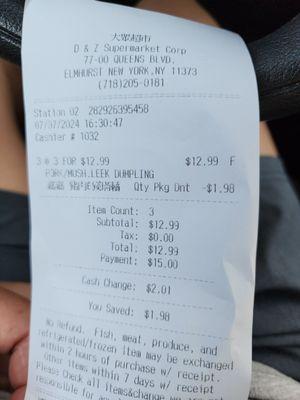 大眾超市
D & Z Supermarket Corp
77-00 QUEENS BLVD.
ELMHURST NEW YORK,NY 11373
(718)205-0181
Station 02 282926395458
07/07/2024 16:30:47
Cashier # 1032
3 @ 3 FOR $12.99 $12.99 F
PORK/MUSH.LEEK DUMPLING
Qty Pkg Dnt -$1.98
Item Count: 3
Subtotal: $12.99
Tax: $0.00
Total: $12.99
Payment: $15.00
Cash Change: $2.01
You Saved: $1.98
No Refund. Fish, meat, produce, and
refrigerated/frozen item may be exchanged
within 2 hours of purchase w/ receipt.
Other items within 7 days w/ receipt
Please Check all items&change
responsible for any